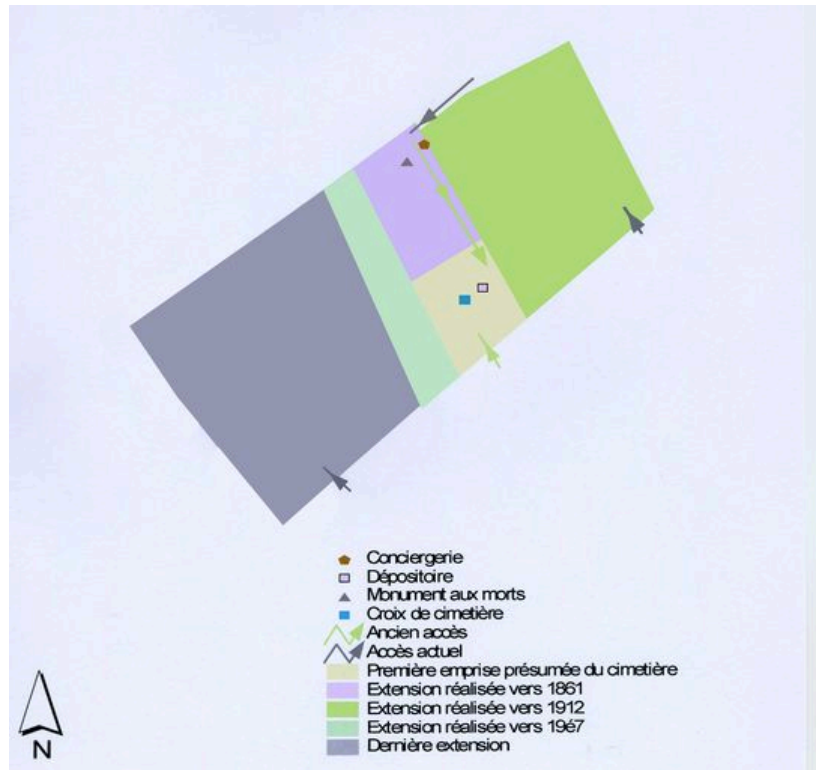 Conciergerie
Dépositoire
Monument aux morts
Croix de cimetière
Ancien accès
Accès actuel
Première emprise présumée du cimetière
Extension réalisée vers 1861
Extension réalisée vers 1912
Extension réalisée vers 19é7
Dernière extension
N